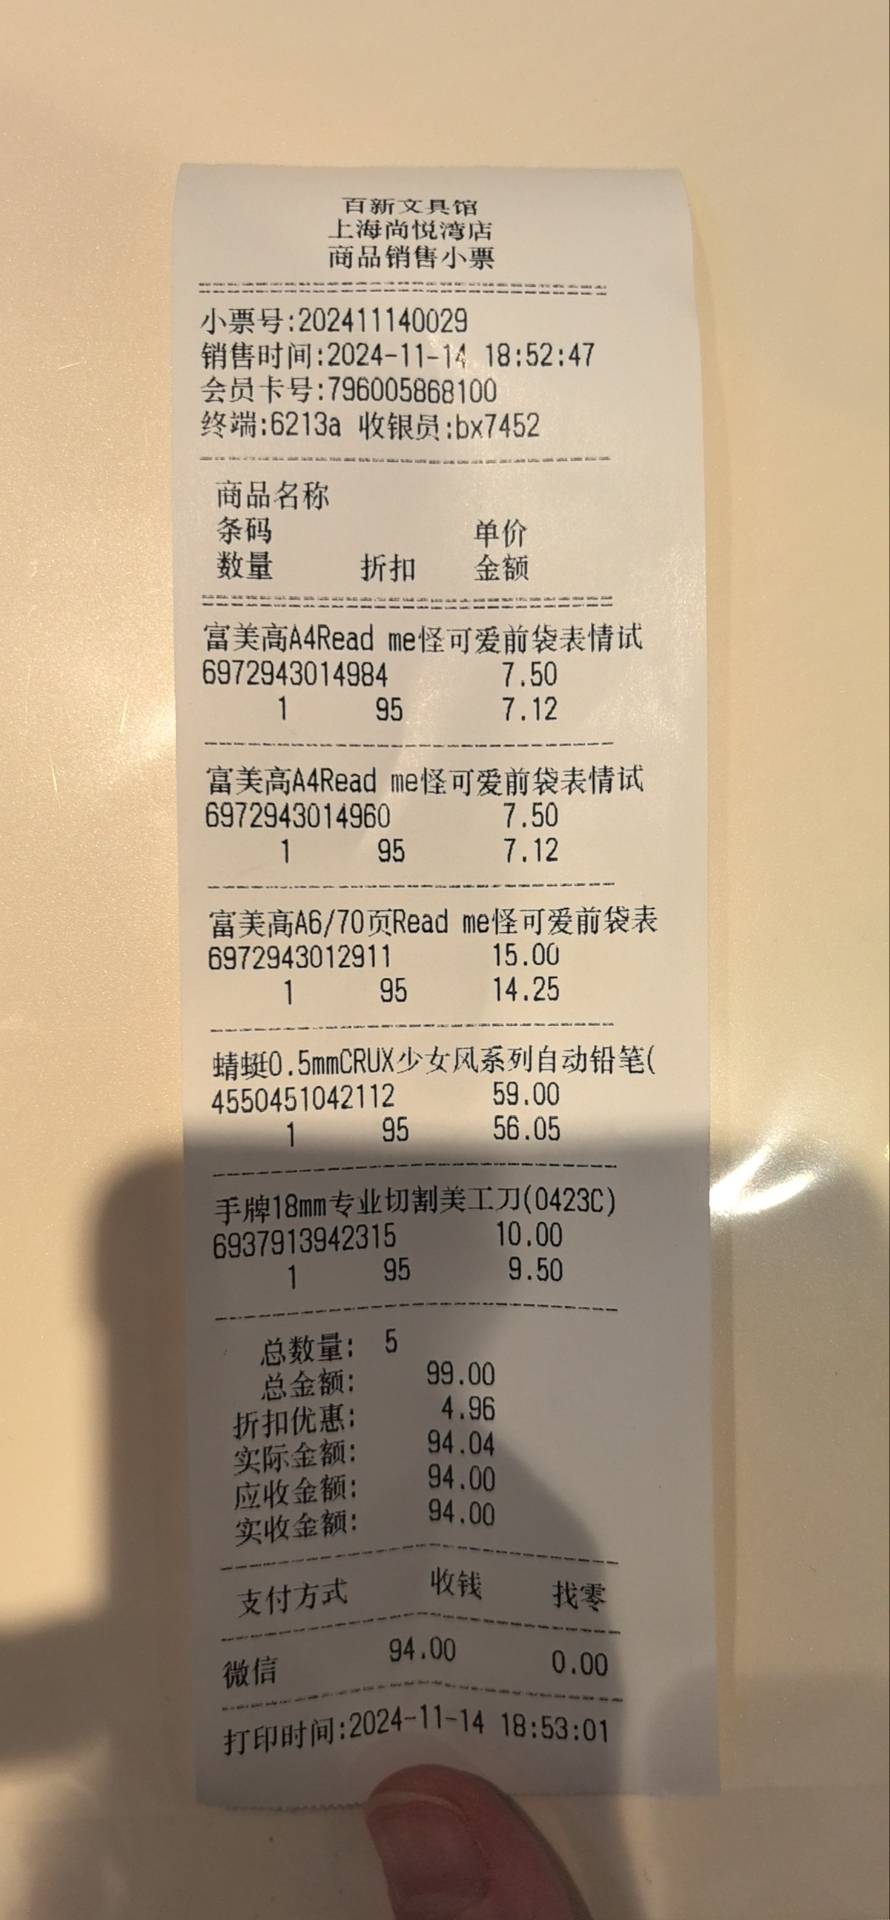 百新文具馆
上海尚悦湾店
商品销售小票
小票号:202411140029
销售时间:2024-11-14 18:52:47
会员卡号:796005868100
终端:6213a 收银员:bx7452
商品名称
条码 单价
数量 折扣 金额
富美高A4Read me怪可爱前袋表情试
6972943014984 7.50
1 95 7.12
富美高A4Read me怪可爱前袋表情试
6972943014960 7.50
1 95 7.12
富美高A6/70页Read me怪可爱前袋表
6972943012911 15.00
1 95 14.25
蜻蜓0.5mmCRUX少女风系列自动铅笔(
4550451042112 59.00
1 95 56.05
手牌18mm专业切割美工刀(0423C)
6937913942315 10.00
1 95 9.50
总数量: 5
总金额: 99.00
折扣优惠: 4.96
实际金额: 94.04
应收金额: 94.00
实收金额: 94.00
支付方式 收钱 找零
微信 94.00 0.00
打印时间:2024-11-14 18:53:01